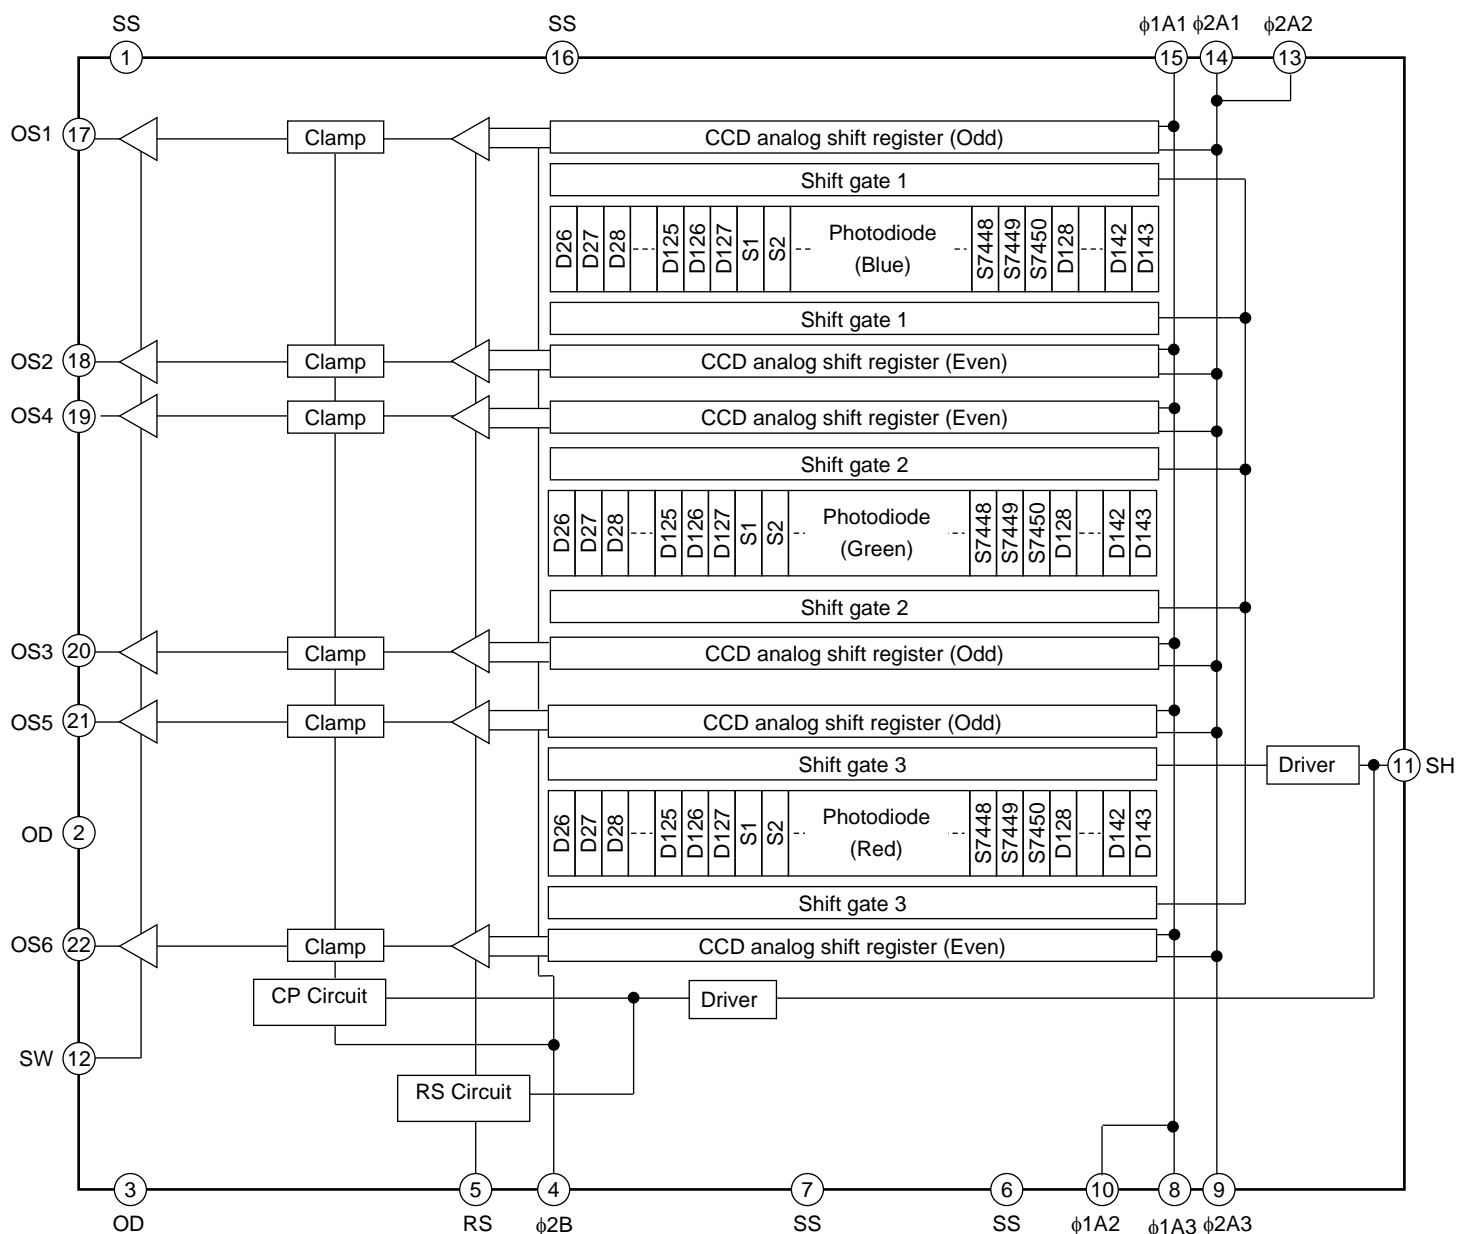 SS SS ϕ1A1 ϕ2A1 ϕ2A2
1 16 15 14 13
OS1 17 Clamp CCD analog shift register (Odd)
Shift gate 1
D26 D27 D28 D125 D126 D127 S1 S2 Photodiode (Blue) S7448 S7449 S7450 D128 D142 D143
Shift gate 1
OS2 18 Clamp CCD analog shift register (Even)
OS4 19 Clamp CCD analog shift register (Even)
Shift gate 2
D26 D27 D28 D125 D126 D127 S1 S2 Photodiode (Green) S7448 S7449 S7450 D128 D142 D143
Shift gate 2
OS3 20 Clamp CCD analog shift register (Odd)
OS5 21 Clamp CCD analog shift register (Odd)
Shift gate 3 Driver 11 SH
OD 2 D26 D27 D28 D125 D126 D127 S1 S2 Photodiode (Red) S7448 S7449 S7450 D128 D142 D143
Shift gate 3
OS6 22 Clamp CCD analog shift register (Even)
CP Circuit Driver
SW 12
RS Circuit
3 5 4 7 6 10 8 9
OD RS ϕ2B SS SS ϕ1A2 ϕ1A3 ϕ2A3